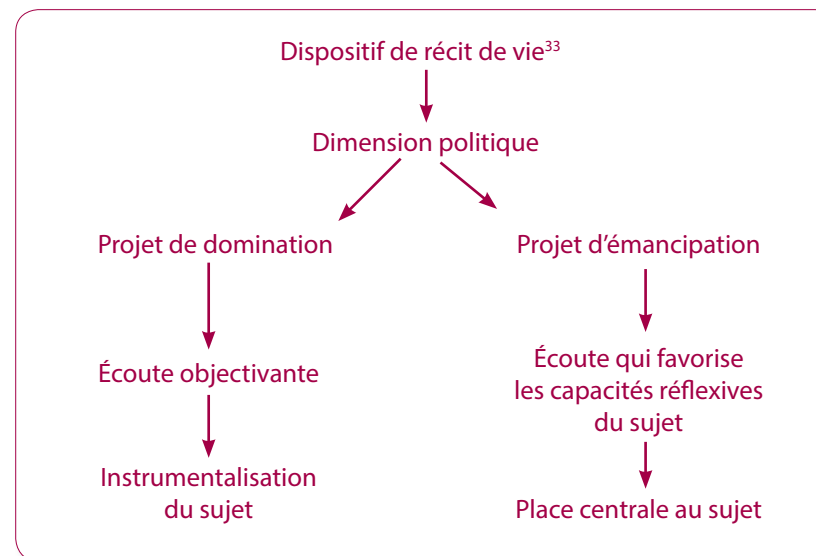 Dispositif de récit de vie³³
Dimension politique
Projet de domination
Projet d'émancipation
Écoute objectivante
Écoute qui favorise
les capacités réflexives
du sujet
Instrumentalisation
du sujet
Place centrale au sujet